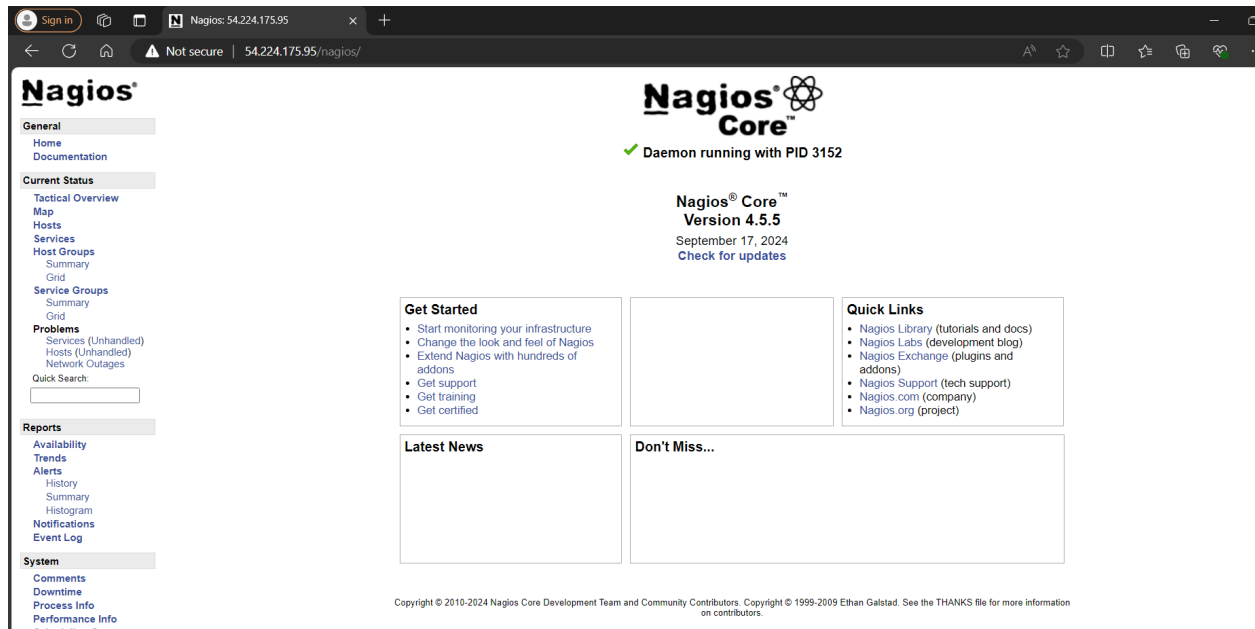 Sign in
Nagios: 54.224.175.95
Not secure | 54.224.175.95/nagios/
Nagios®
General
Home
Documentation
Current Status
Tactical Overview
Map
Hosts
Services
Host Groups
Summary
Grid
Service Groups
Summary
Grid
Problems
Services (Unhandled)
Hosts (Unhandled)
Network Outages
Quick Search:
Reports
Availability
Trends
Alerts
History
Summary
Histogram
Notifications
Event Log
System
Comments
Downtime
Process Info
Performance Info
Nagios®
Core™
Daemon running with PID 3152
Nagios® Core™
Version 4.5.5
September 17, 2024
Check for updates
Get Started
• Start monitoring your infrastructure
• Change the look and feel of Nagios
• Extend Nagios with hundreds of
addons
• Get support
• Get training
• Get certified
Quick Links
• Nagios Library (tutorials and docs)
• Nagios Labs (development blog)
• Nagios Exchange (plugins and
addons)
• Nagios Support (tech support)
• Nagios.com (company)
• Nagios.org (project)
Latest News
Don't Miss...
Copyright © 2010-2024 Nagios Core Development Team and Community Contributors. Copyright © 1999-2009 Ethan Galstad. See the THANKS file for more information
on contributors.